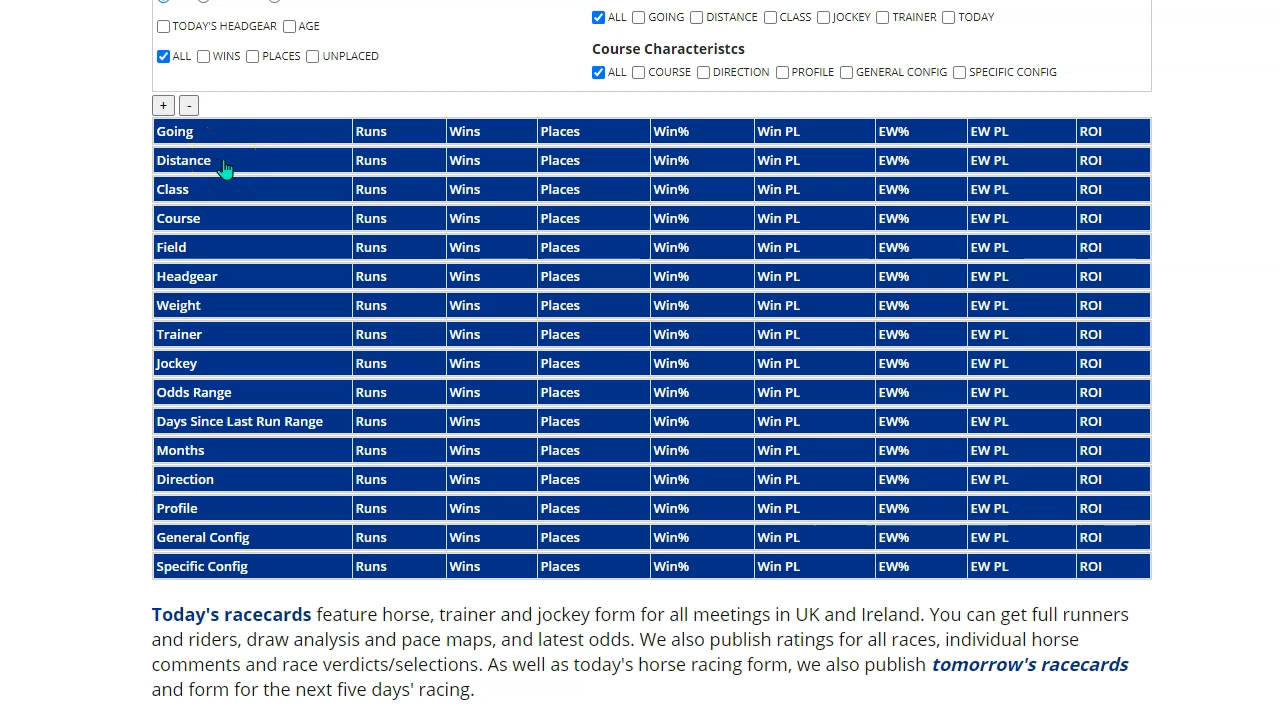 TODAY'S HEADGEAR AGE
ALL WINS PLACES UNPLACED
ALL GOING DISTANCE CLASS JOCKEY TRAINER TODAY
Course Characteristcs
ALL COURSE DIRECTION PROFILE GENERAL CONFIG SPECIFIC CONFIG
+ -
Going Runs Wins Places Win% Win PL EW% EW PL ROI
Distance Runs Wins Places Win% Win PL EW% EW PL ROI
Class Runs Wins Places Win% Win PL EW% EW PL ROI
Course Runs Wins Places Win% Win PL EW% EW PL ROI
Field Runs Wins Places Win% Win PL EW% EW PL ROI
Headgear Runs Wins Places Win% Win PL EW% EW PL ROI
Weight Runs Wins Places Win% Win PL EW% EW PL ROI
Trainer Runs Wins Places Win% Win PL EW% EW PL ROI
Jockey Runs Wins Places Win% Win PL EW% EW PL ROI
Odds Range Runs Wins Places Win% Win PL EW% EW PL ROI
Days Since Last Run Range Runs Wins Places Win% Win PL EW% EW PL ROI
Months Runs Wins Places Win% Win PL EW% EW PL ROI
Direction Runs Wins Places Win% Win PL EW% EW PL ROI
Profile Runs Wins Places Win% Win PL EW% EW PL ROI
General Config Runs Wins Places Win% Win PL EW% EW PL ROI
Specific Config Runs Wins Places Win% Win PL EW% EW PL ROI
Today's racecards feature horse, trainer and jockey form for all meetings in UK and Ireland. You can get full runners
and riders, draw analysis and pace maps, and latest odds. We also publish ratings for all races, individual horse
comments and race verdicts/selections. As well as today's horse racing form, we also publish tomorrow's racecards
and form for the next five days' racing.